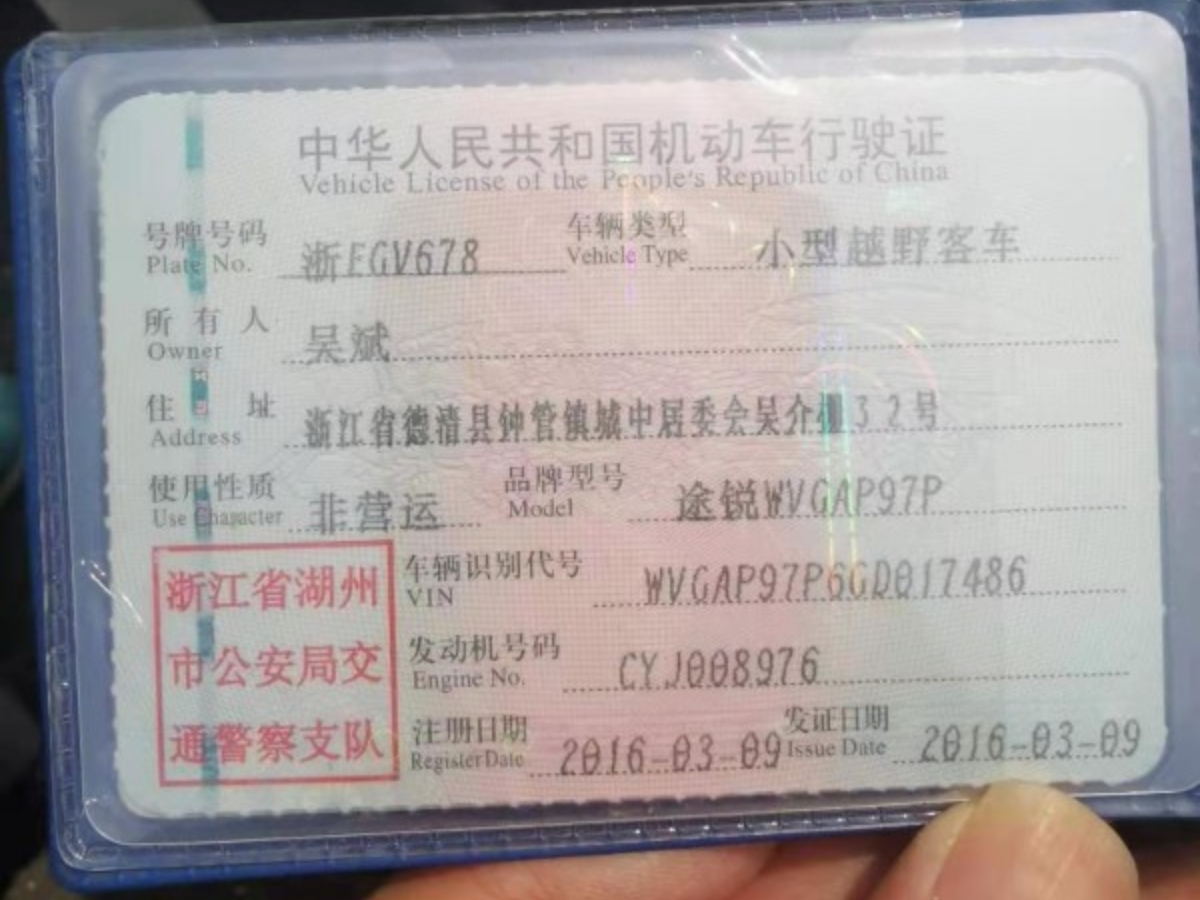 中华人民共和国机动车行驶证
Vehicle License of the People's Republic of China
号牌号码 浙EGV678 车辆类型 小型越野客车
Plate No. Vehicle Type
所有人 吴斌
Owner
住址 浙江省德清县钟管镇城中居委会吴介 32号
Address
使用性质 非营运 品牌型号 途锐WVGAP97P
Use Character Model
浙江省湖州
市公安局交
通警察支队
车辆识别代号 WVGAP97P6GD017486
VIN
发动机号码 CYJ008976
Engine No.
注册日期 2016-03-09 发证日期 2016-03-09
Register Date Issue Date